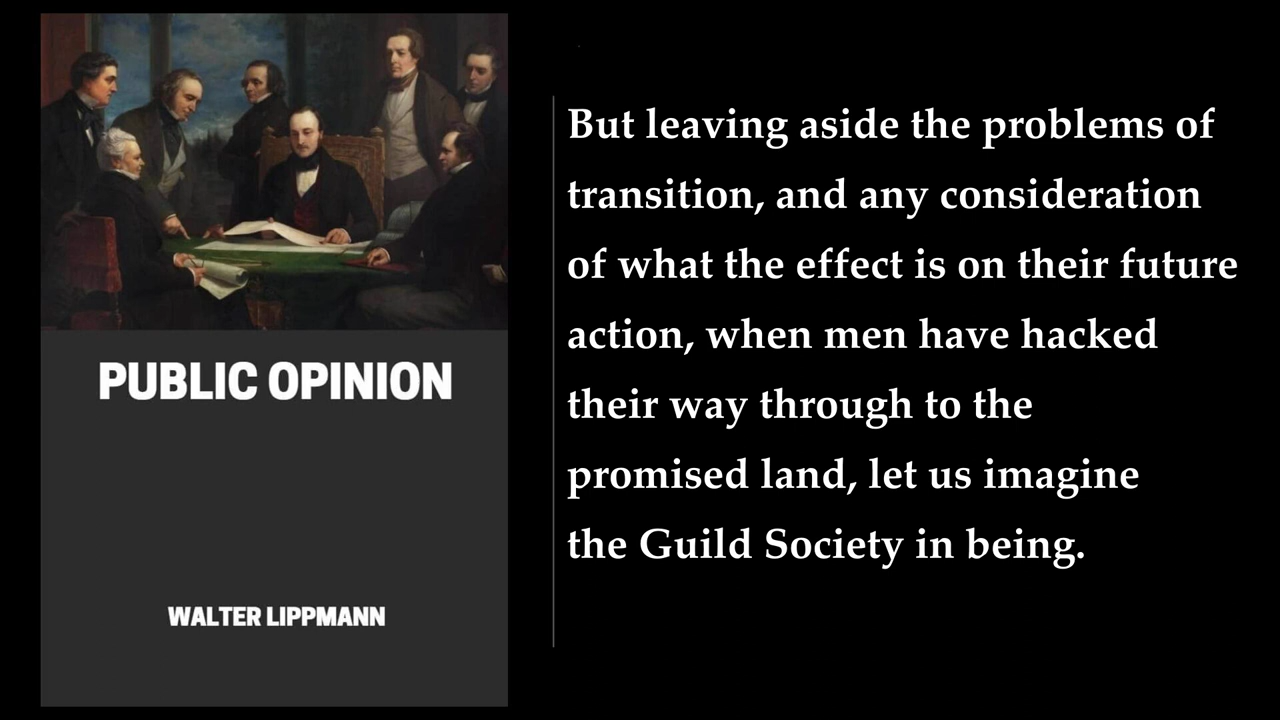 PUBLIC OPINION
WALTER LIPPMANN
But leaving aside the problems of
transition, and any consideration
of what the effect is on their future
action, when men have hacked
their way through to the
promised land, let us imagine
the Guild Society in being.